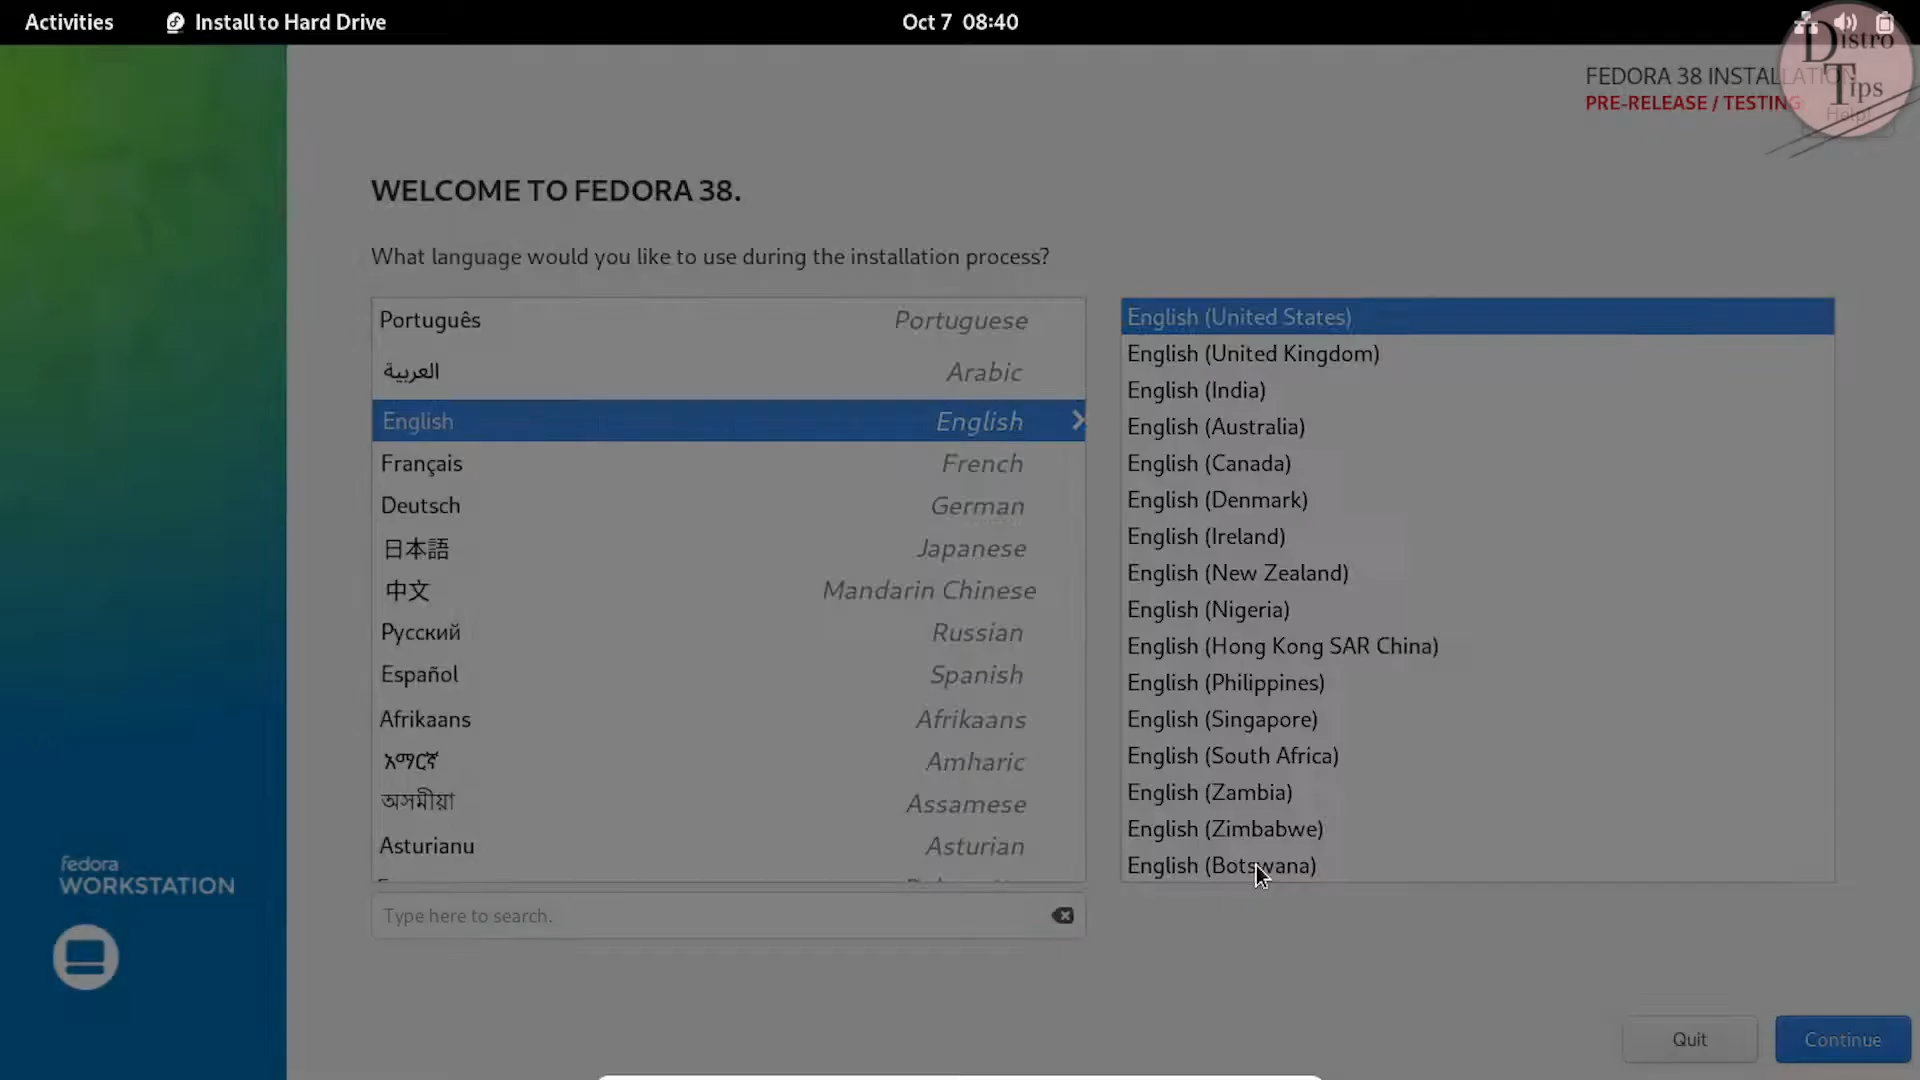 Activities Install to Hard Drive Oct 7 08:40
Distro
Tips
FEDORA 38 INSTALLATION
PRE-RELEASE / TESTING
Help!
WELCOME TO FEDORA 38.
What language would you like to use during the installation process?
Português Portuguese
العربية Arabic
English English
Français French
Deutsch German
日本語 Japanese
中文 Mandarin Chinese
Русский Russian
Español Spanish
Afrikaans Afrikaans
አማርኛ Amharic
অসমীয়া Assamese
Asturianu Asturian
Type here to search.
English (United States)
English (United Kingdom)
English (India)
English (Australia)
English (Canada)
English (Denmark)
English (Ireland)
English (New Zealand)
English (Nigeria)
English (Hong Kong SAR China)
English (Philippines)
English (Singapore)
English (South Africa)
English (Zambia)
English (Zimbabwe)
English (Botswana)
fedora
WORKSTATION
Quit Continue